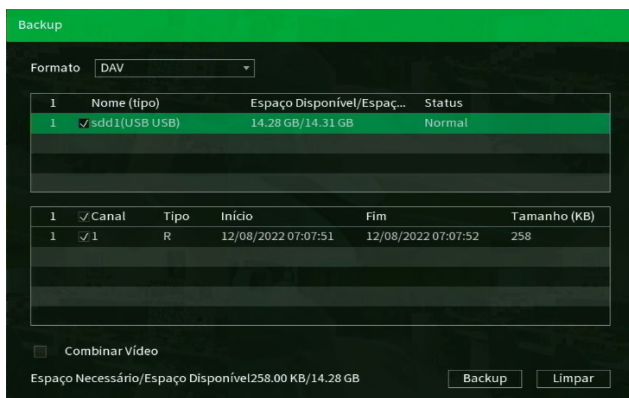 Backup
Formato DAV
1 Nome (tipo) Espaço Disponível/Espaç... Status
1 sdd1(USB USB) 14.28 GB/14.31 GB Normal
1 Canal Tipo Início Fim Tamanho (KB)
1 1 R 12/08/2022 07:07:51 12/08/2022 07:07:52 258
Combinar Vídeo
Espaço Necessário/Espaço Disponível258.00 KB/14.28 GB Backup Limpar